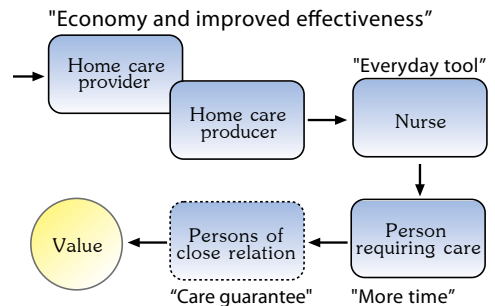 "Economy and improved effectiveness”
Home care
provider
Home care
producer
"Everyday tool"
Nurse
Person
requiring care
"More time"
Persons of
close relation
“Care guarantee"
Value